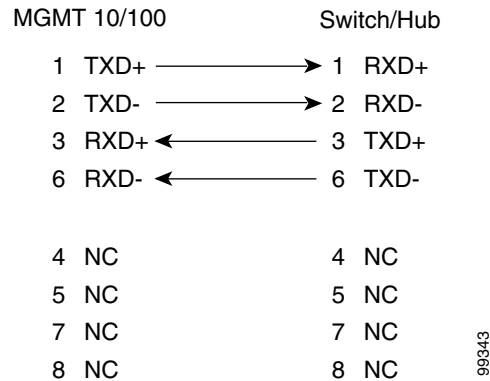 MGMT 10/100 Switch/Hub
1 TXD+ 1 RXD+
2 TXD- 2 RXD-
3 RXD+ 3 TXD+
6 RXD- 6 TXD-
4 NC 4 NC
5 NC 5 NC
7 NC 7 NC
8 NC 8 NC
99343